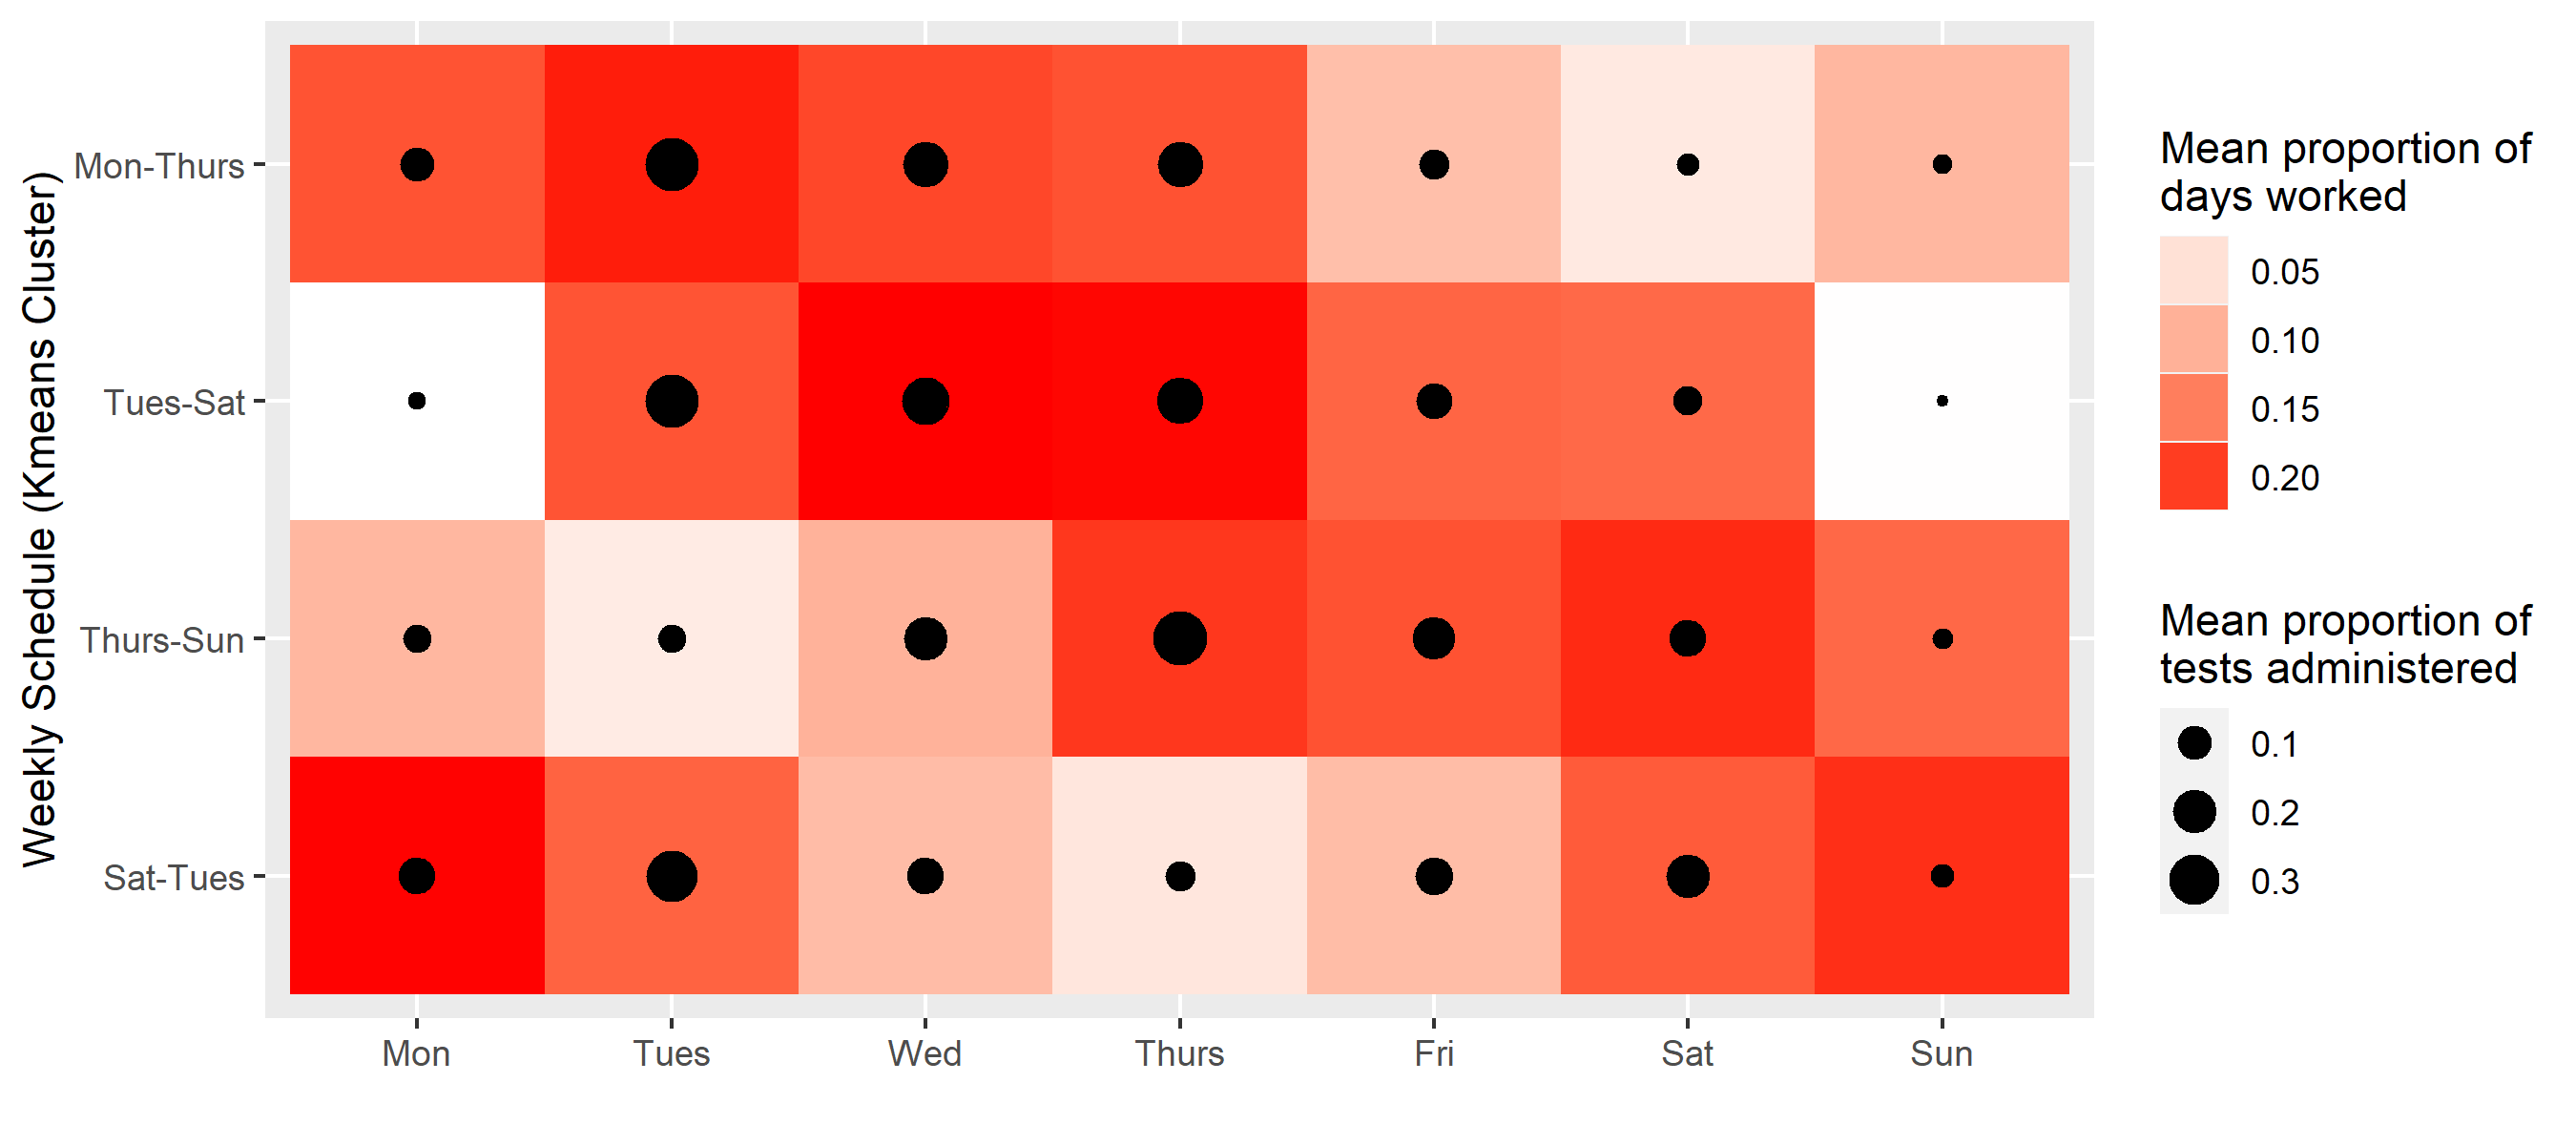 Weekly Schedule (Kmeans Cluster)
Mon-Thurs
Tues-Sat
Thurs-Sun
Sat-Tues
Mon Tues Wed Thurs Fri Sat Sun
Mean proportion of
days worked
0.05
0.10
0.15
0.20
Mean proportion of
tests administered
0.1
0.2
0.3